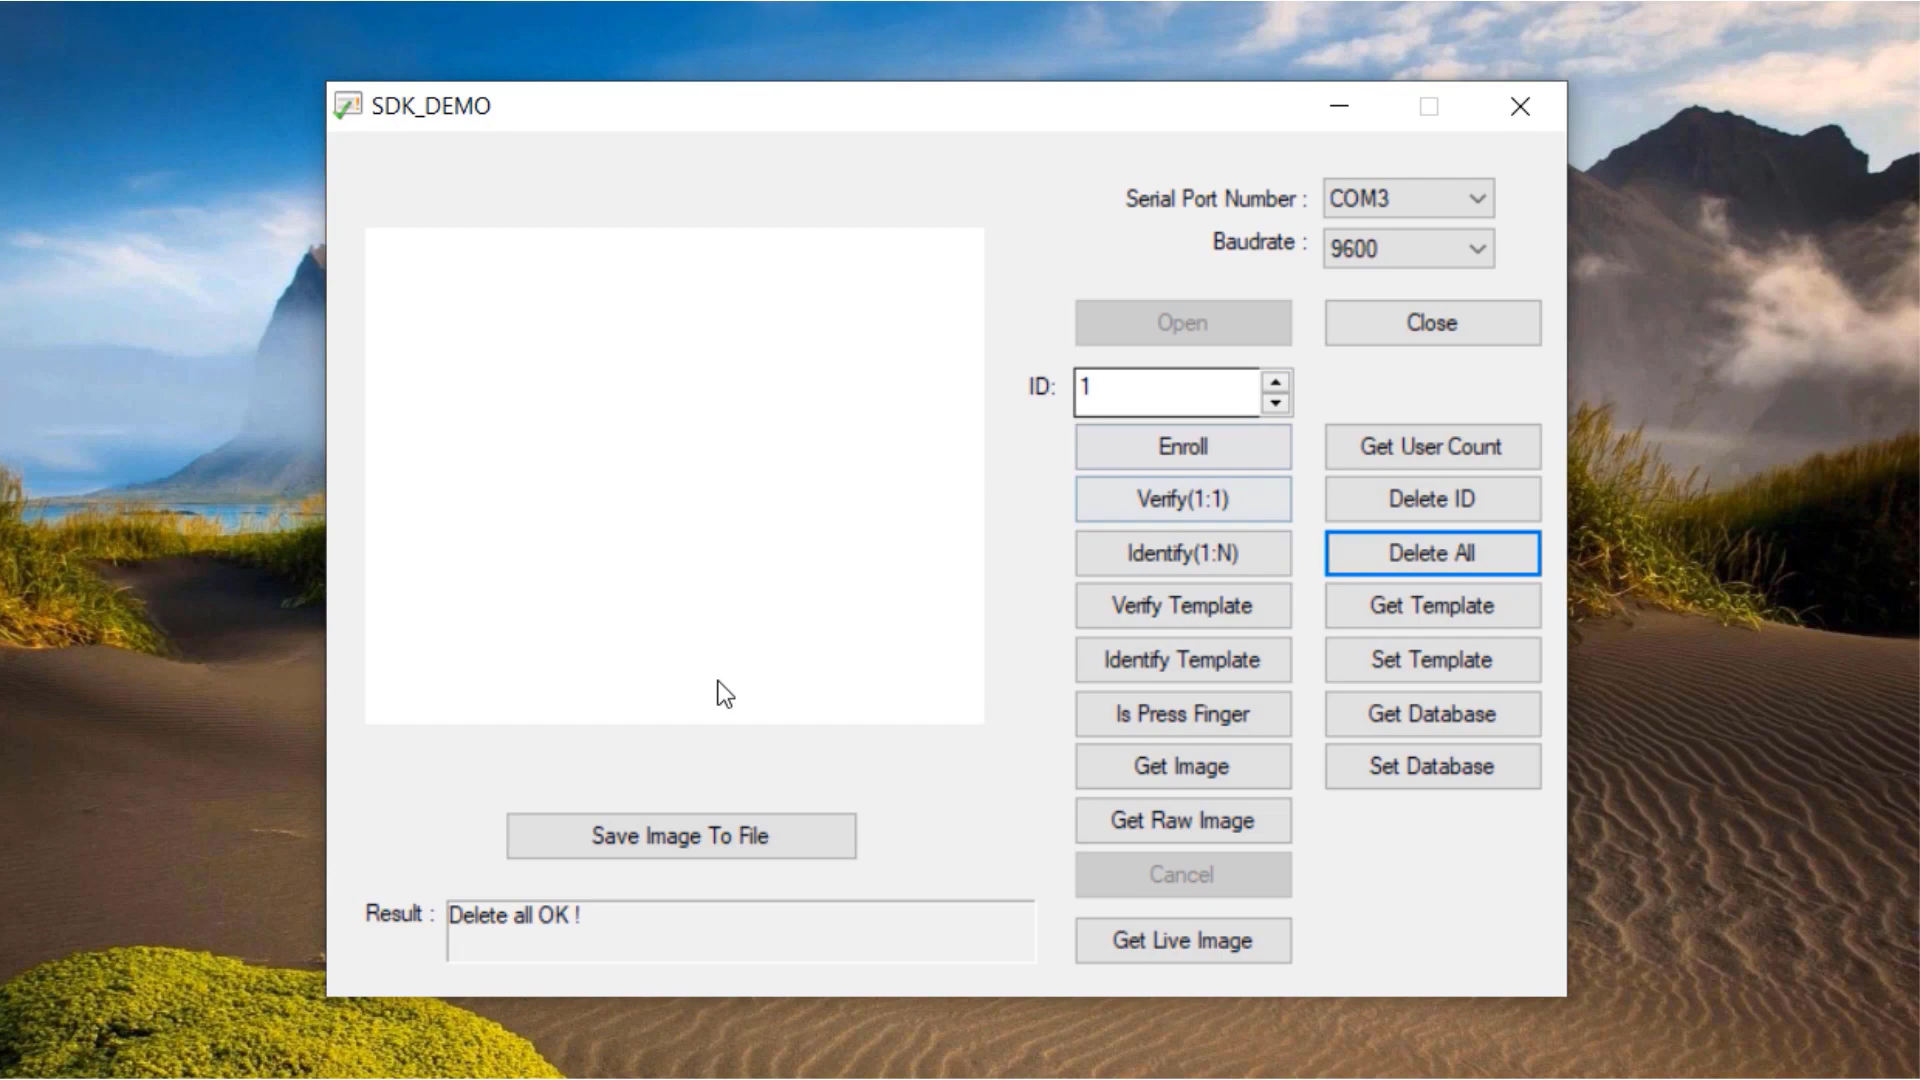 SDK_DEMO
Serial Port Number : COM3
Baudrate : 9600
Open Close
ID: 1
Enroll Get User Count
Verify(1:1) Delete ID
Identify(1:N) Delete All
Verify Template Get Template
Identify Template Set Template
Is Press Finger Get Database
Get Image Set Database
Get Raw Image
Save Image To File
Cancel
Result : Delete all OK !
Get Live Image